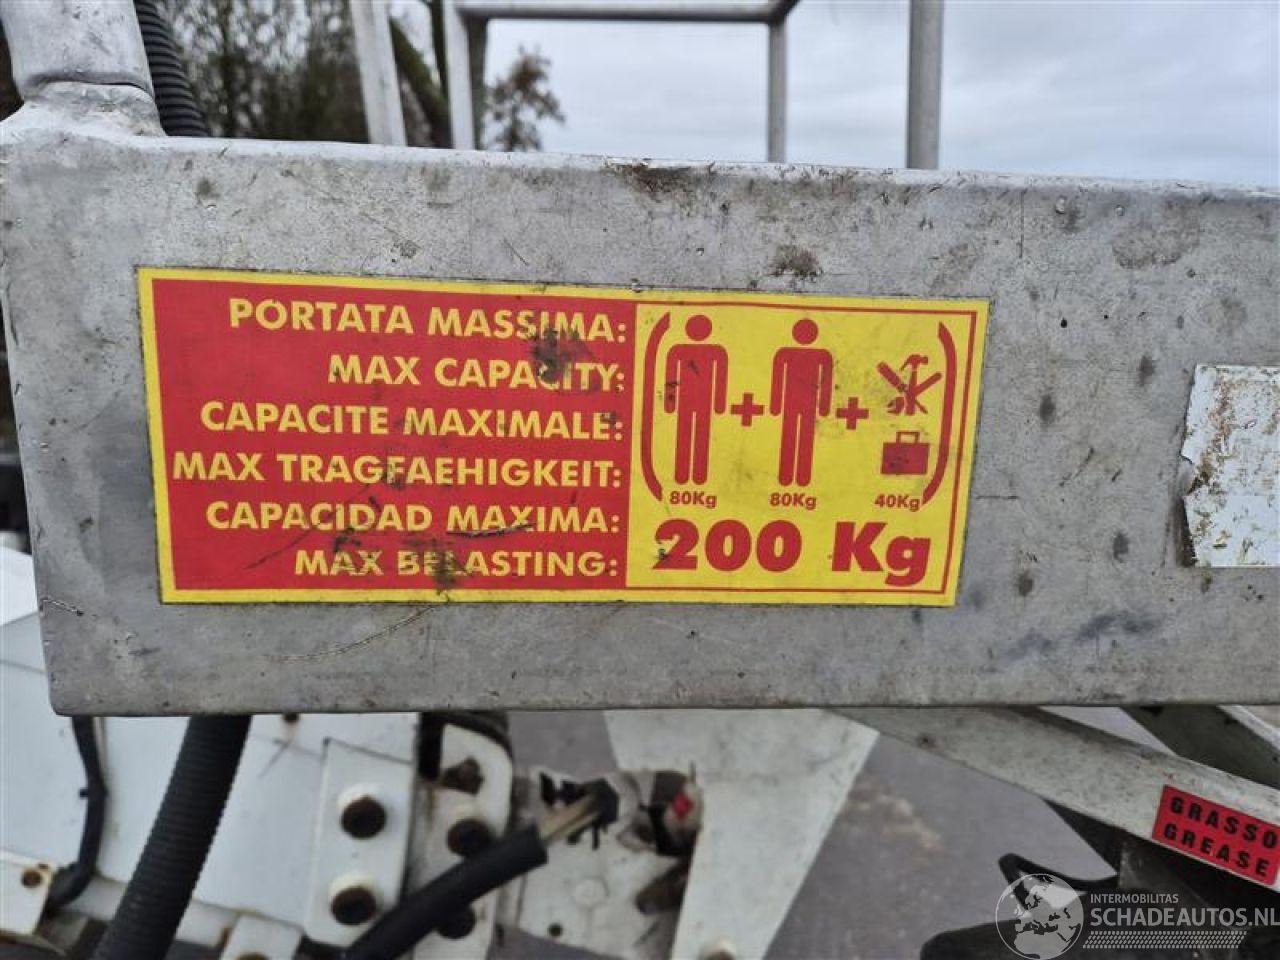 PORTATA MASSIMA:
MAX CAPACITY:
CAPACITE MAXIMALE:
MAX TRAGFAEHIGKEIT:
CAPACIDAD MAXIMA:
MAX BELASTING:
( + + )
80Kg 80Kg 40Kg
200 Kg
GRASSO
GREASE
INTERMOBILITAS
SCHADEAUTOS.NL